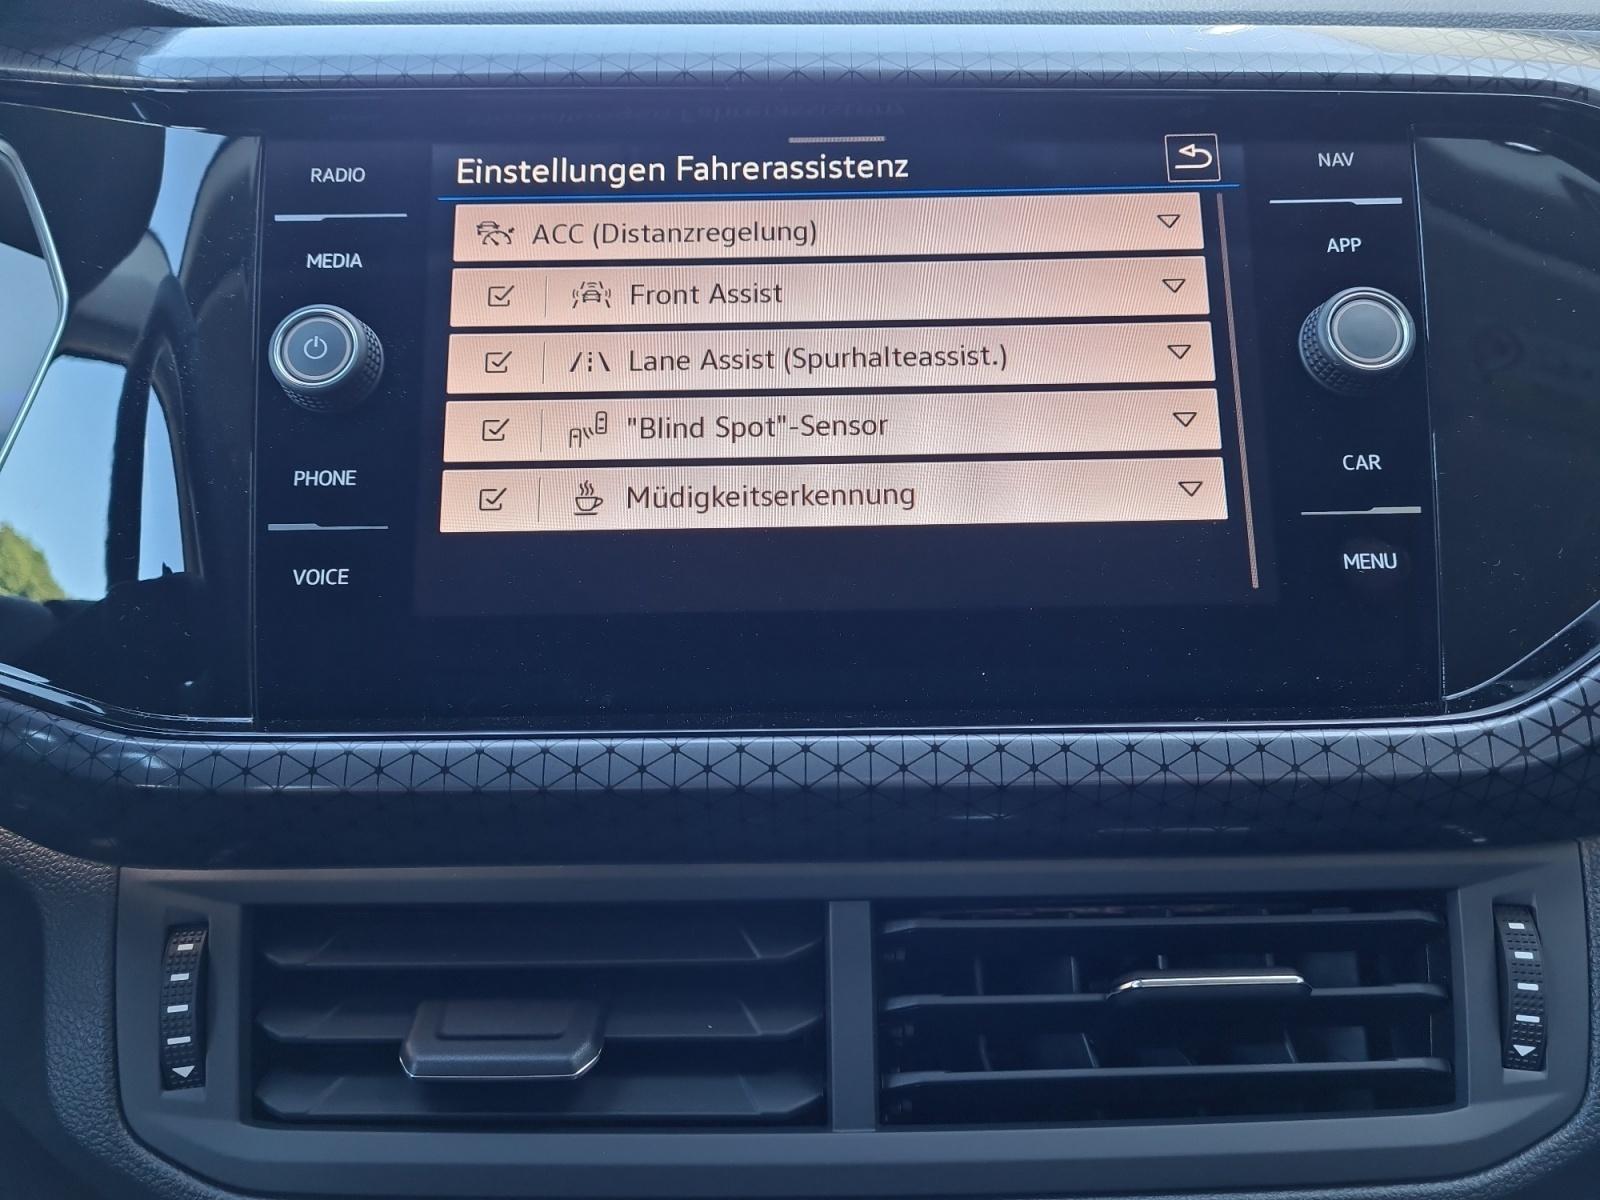 Einstellungen Fahrerassistenz
ACC (Distanzregelung)
Front Assist
Lane Assist (Spurhalteassist.)
"Blind Spot"-Sensor
Müdigkeitserkennung
RADIO
MEDIA
PHONE
VOICE
NAV
APP
CAR
MENU